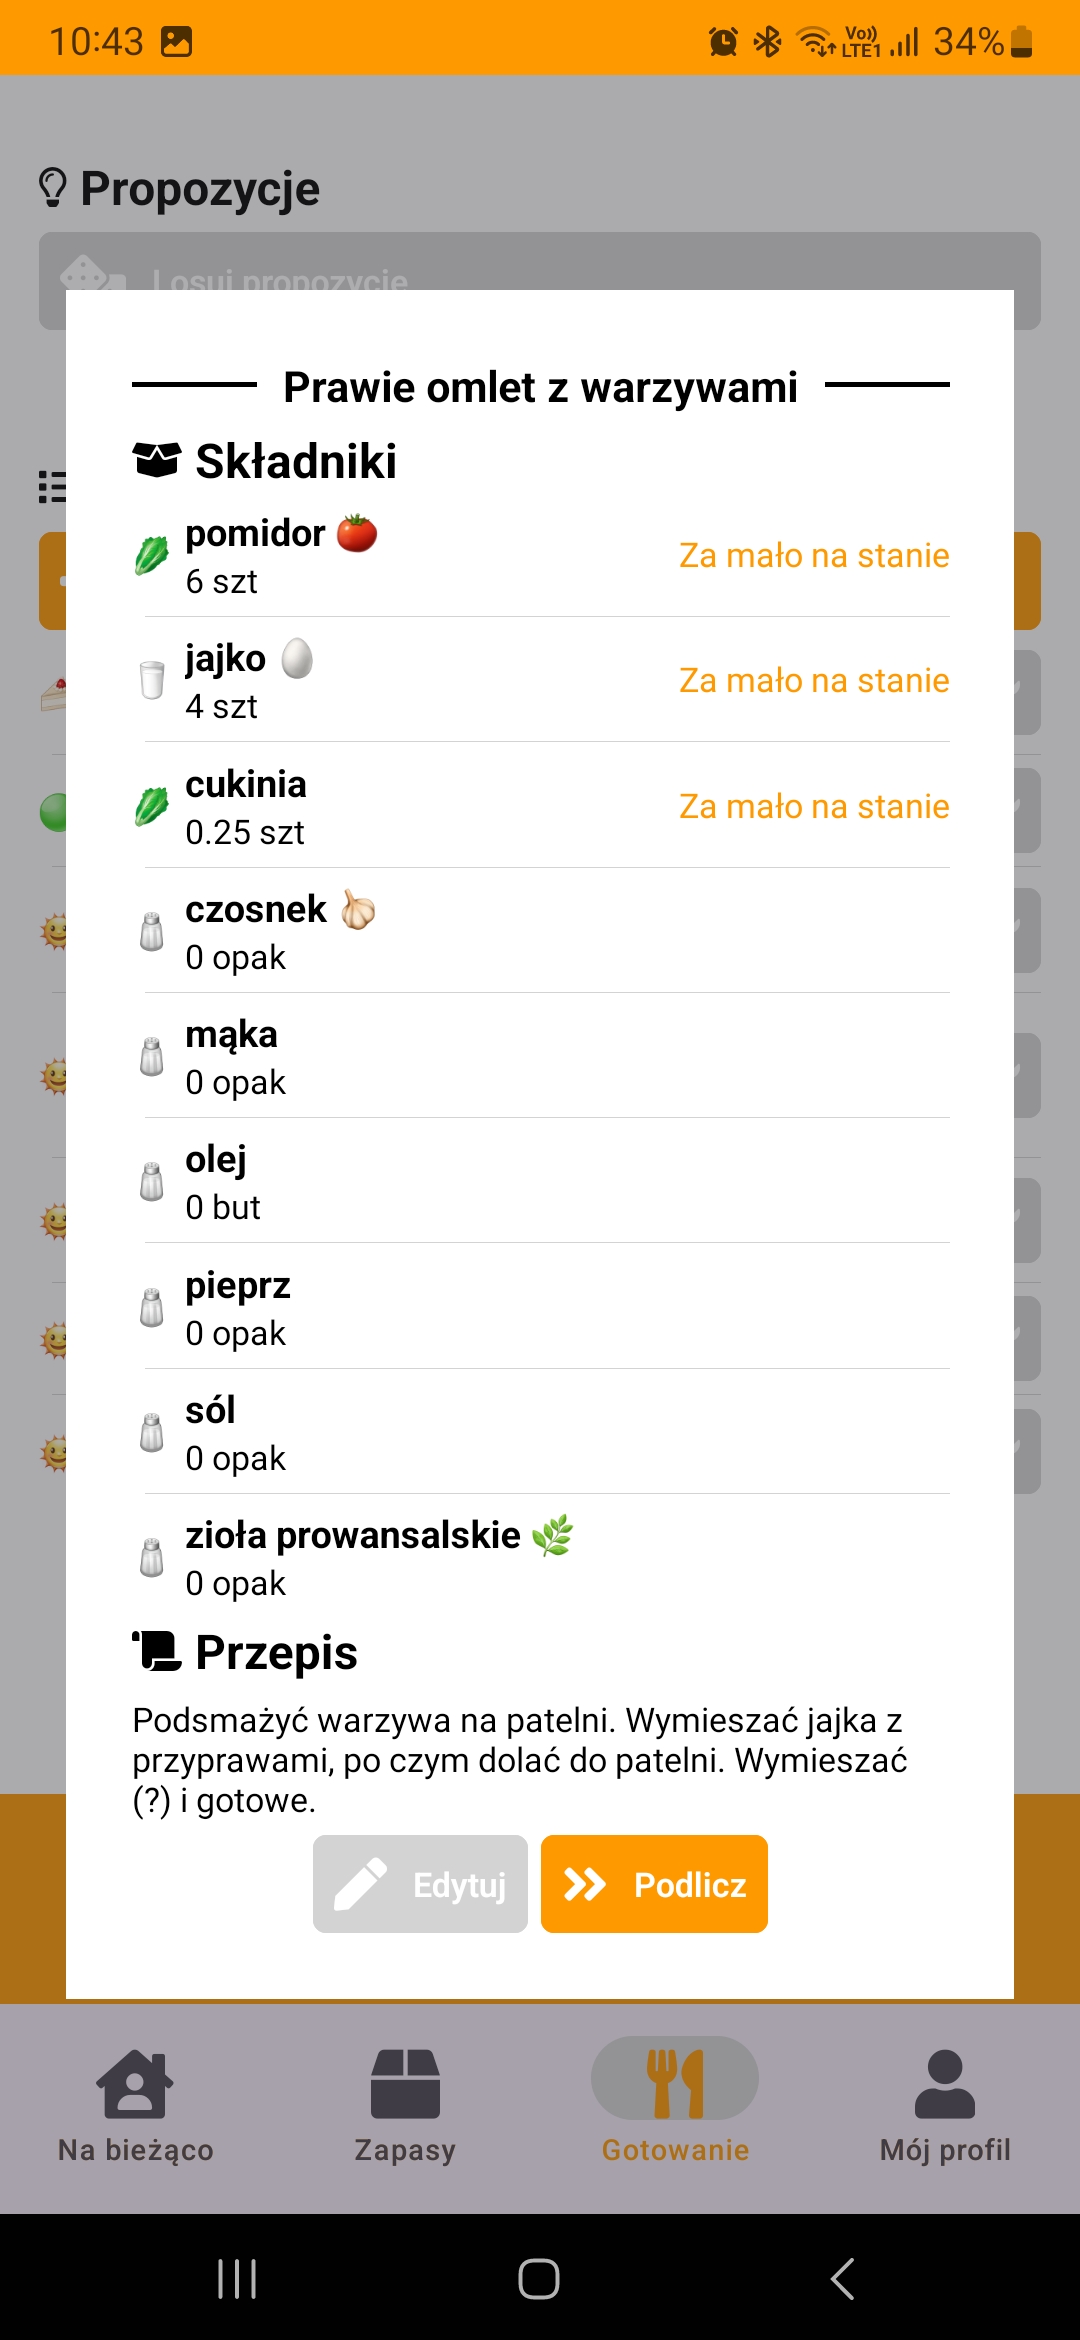 10:43
Vo)) LTE1 34%
Propozycje
Losuj propozycje
Prawie omlet z warzywami
Składniki
pomidor
6 szt
Za mało na stanie
jajko
4 szt
Za mało na stanie
cukinia
0.25 szt
Za mało na stanie
czosnek
0 opak
mąka
0 opak
olej
0 but
pieprz
0 opak
sól
0 opak
zioła prowansalskie
0 opak
Przepis
Podsmażyć warzywa na patelni. Wymieszać jajka z
przyprawami, po czym dolać do patelni. Wymieszać
(?) i gotowe.
Edytuj
Podlicz
Na bieżąco
Zapasy
Gotowanie
Mój profil